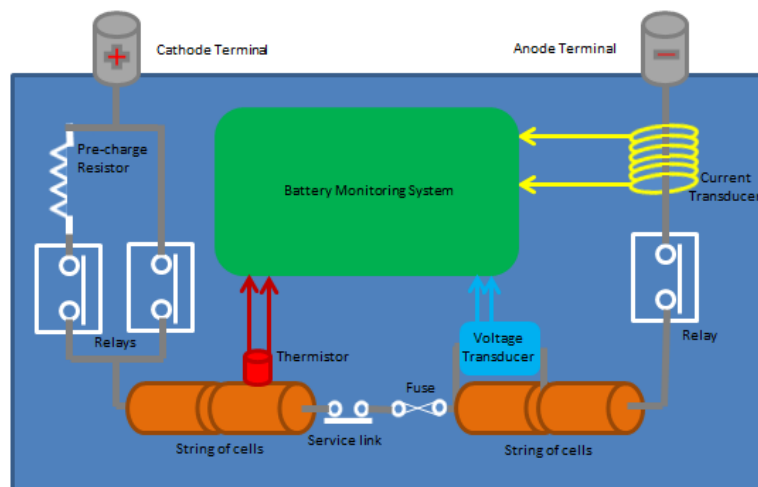 Cathode Terminal
Anode Terminal
Pre-charge
Resistor
Battery Monitoring System
Current
Transducer
Relays
Thermistor
Voltage
Transducer
Relay
Fuse
String of cells
Service link
String of cells